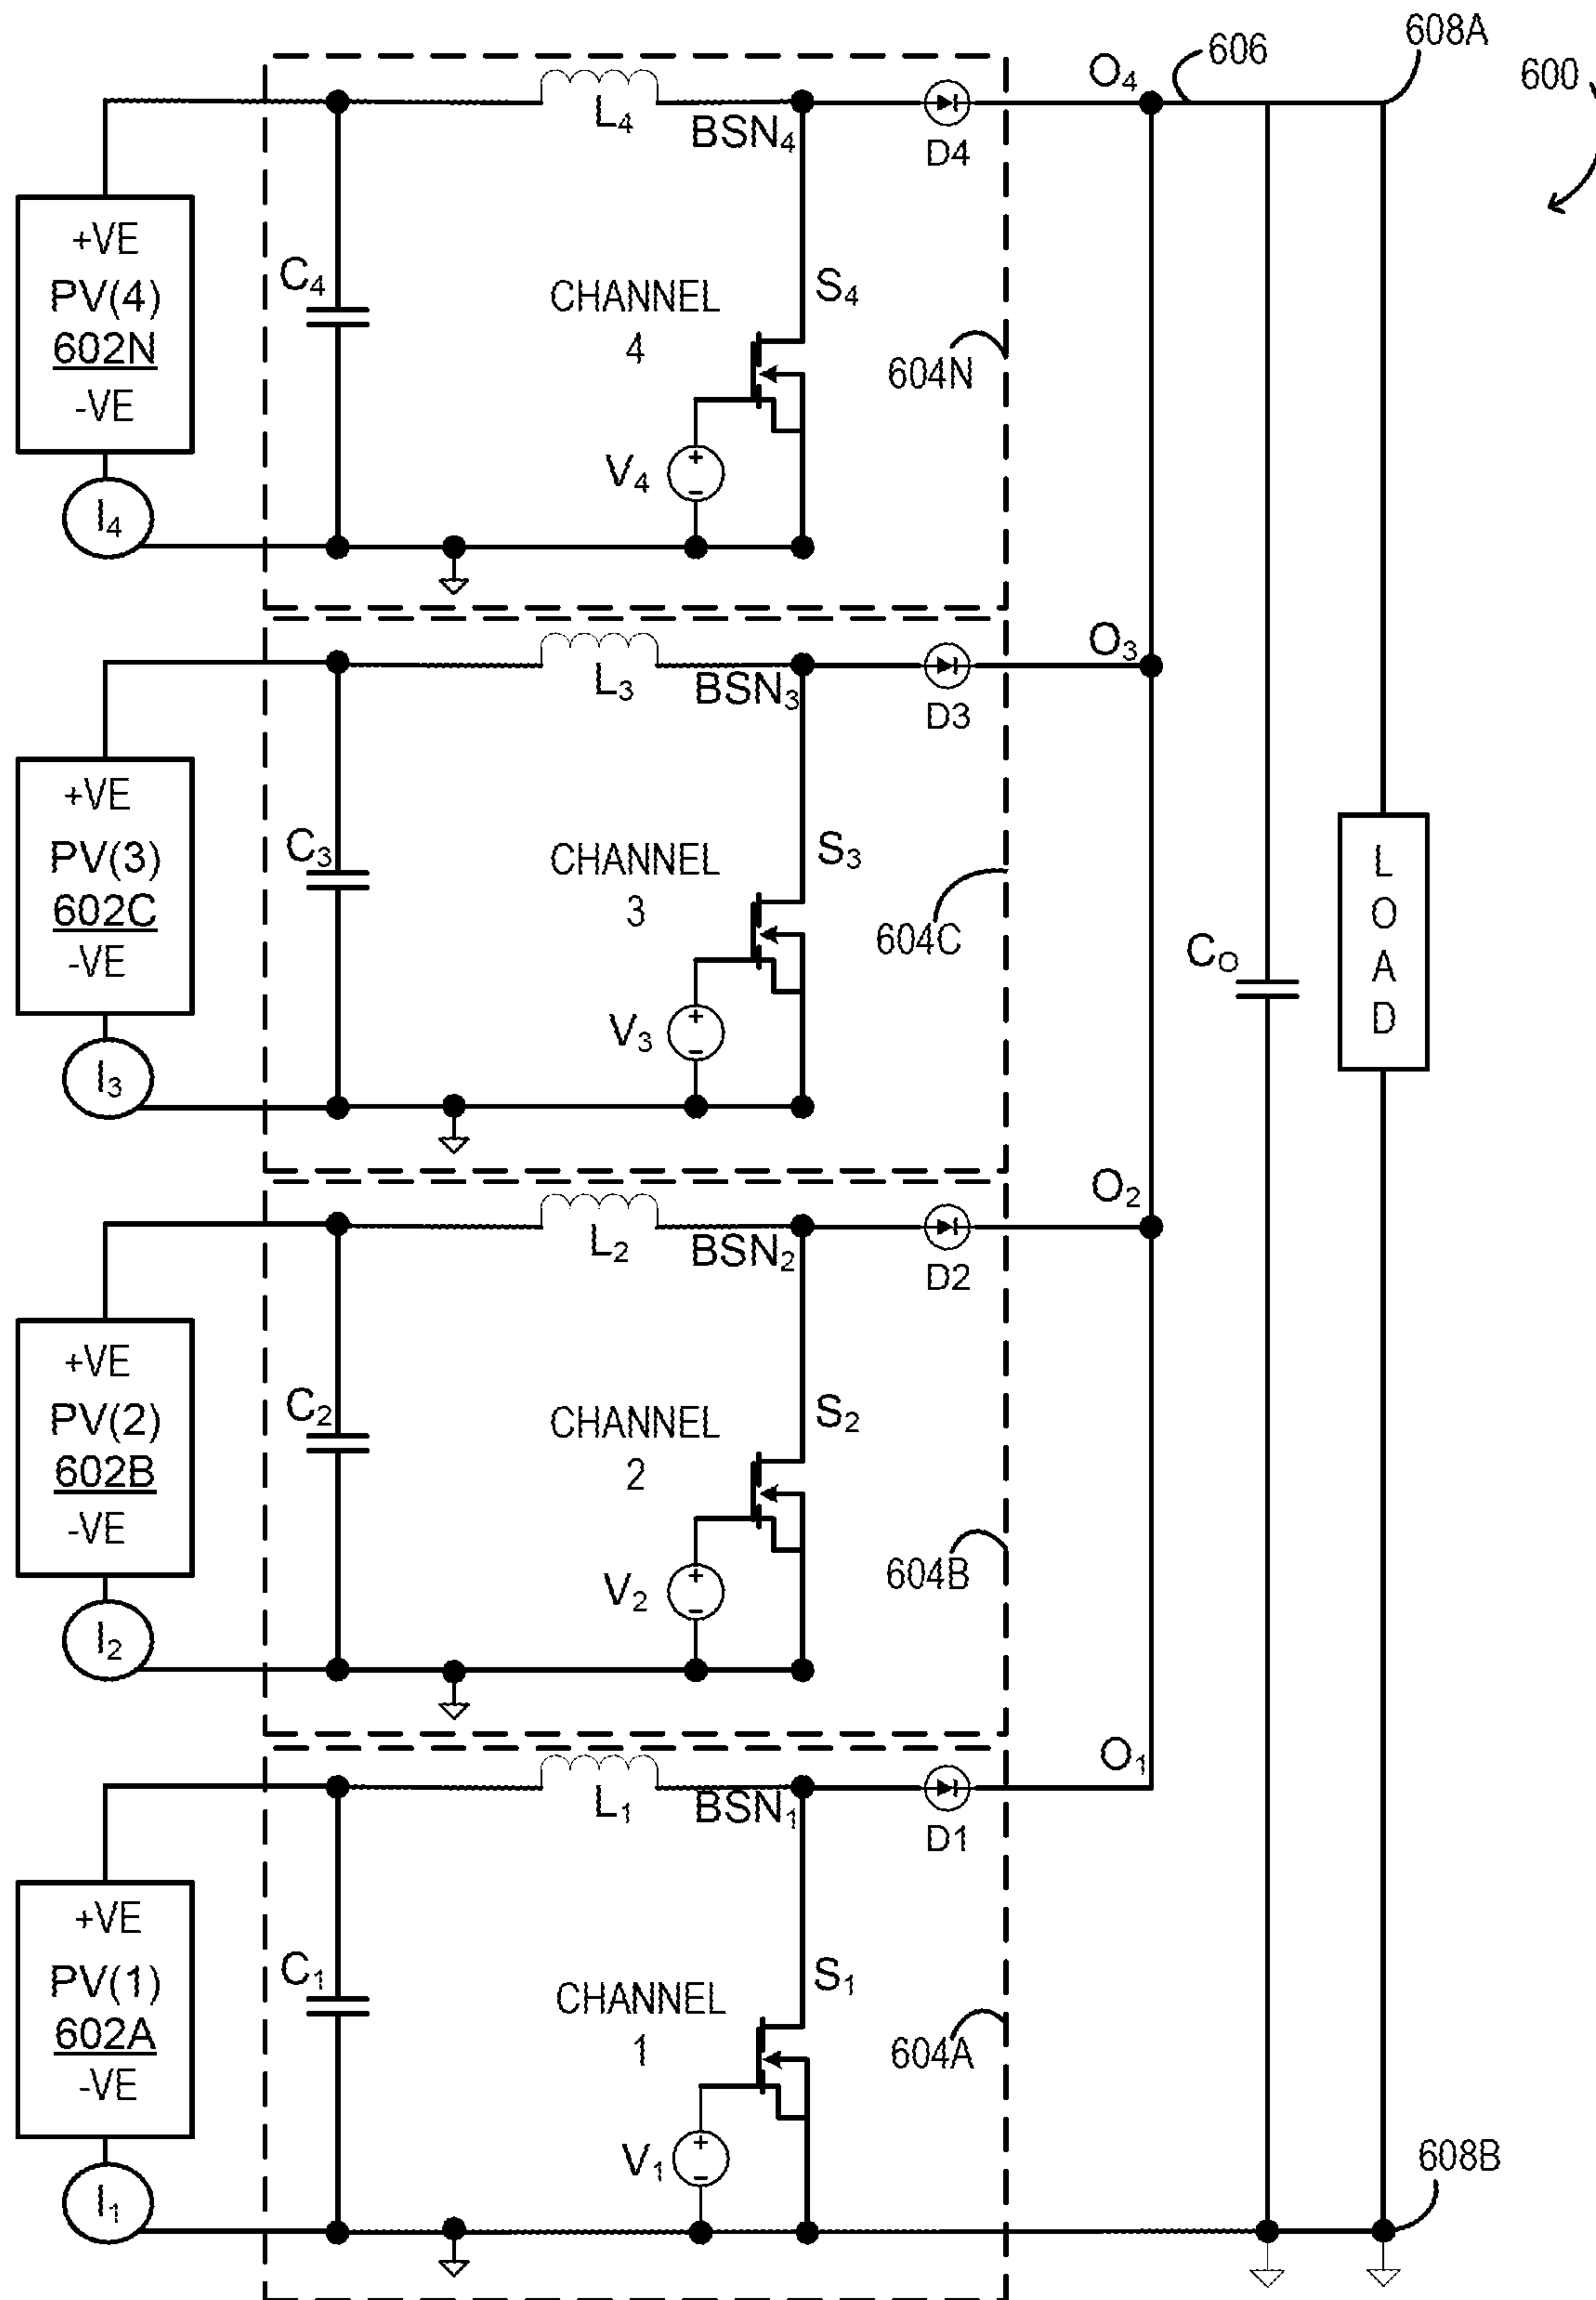 608A
606
600
O4
L4
BSN4
D4
+VE
PV(4)
602N
-VE
C4
CHANNEL
4
S4
604N
V4
+
-
I4
O3
L3
BSN3
D3
+VE
PV(3)
602C
-VE
C3
CHANNEL
3
S3
604C
V3
+
-
I3
CO
L
O
A
D
O2
L2
BSN2
D2
+VE
PV(2)
602B
-VE
C2
CHANNEL
2
S2
604B
V2
+
-
I2
O1
L1
BSN1
D1
+VE
PV(1)
602A
-VE
C1
CHANNEL
1
S1
604A
V1
+
-
I1
608B